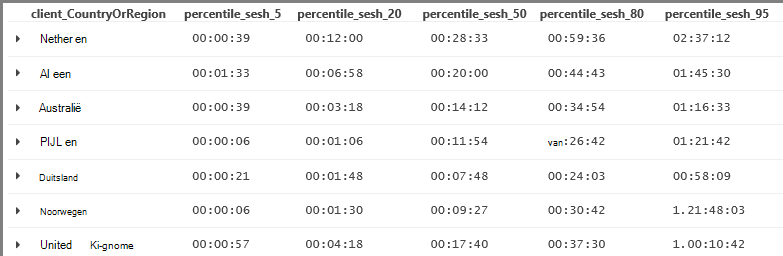 client_CountryOrRegion percentile_sesh_5 percentile_sesh_20 percentile_sesh_50 percentile_sesh_80 percentile_sesh_95
Nether en 00:00:39 00:12:00 00:28:33 00:59:36 02:37:12
Al een 00:01:33 00:06:58 00:20:00 00:44:43 01:45:30
Australië 00:00:39 00:03:18 00:14:12 00:34:54 01:16:33
PIJL en 00:00:06 00:01:06 00:11:54 van:26:42 01:21:42
Duitsland 00:00:21 00:01:48 00:07:48 00:24:03 00:58:09
Noorwegen 00:00:06 00:01:30 00:09:27 00:30:42 1.21:48:03
United Ki-gnome 00:00:57 00:04:18 00:17:40 00:37:30 1.00:10:42